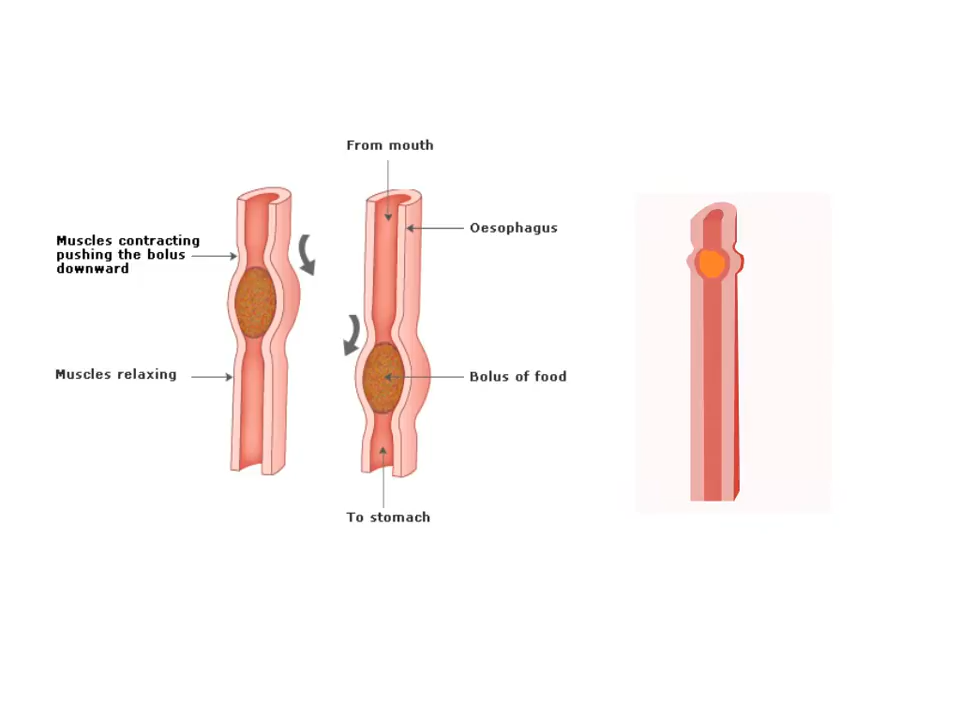 From mouth
Oesophagus
Muscles contracting
pushing the bolus
downward
Muscles relaxing
Bolus of food
To stomach